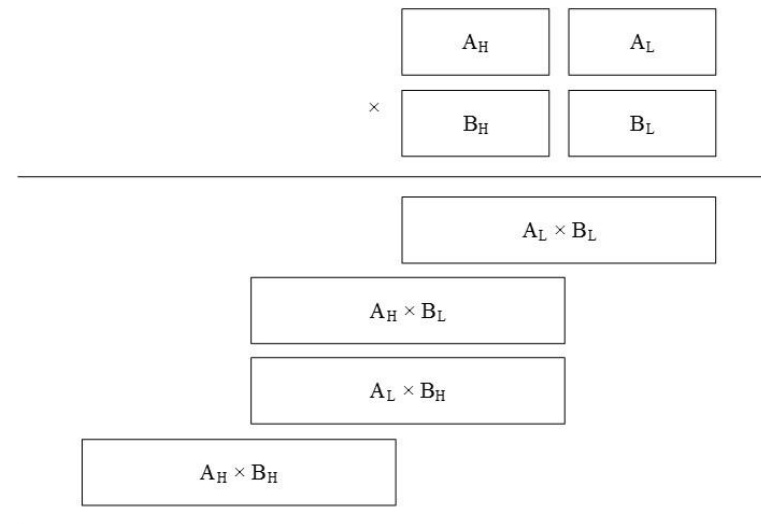 A_H A_L
× B_H B_L
A_L × B_L
A_H × B_L
A_L × B_H
A_H × B_H